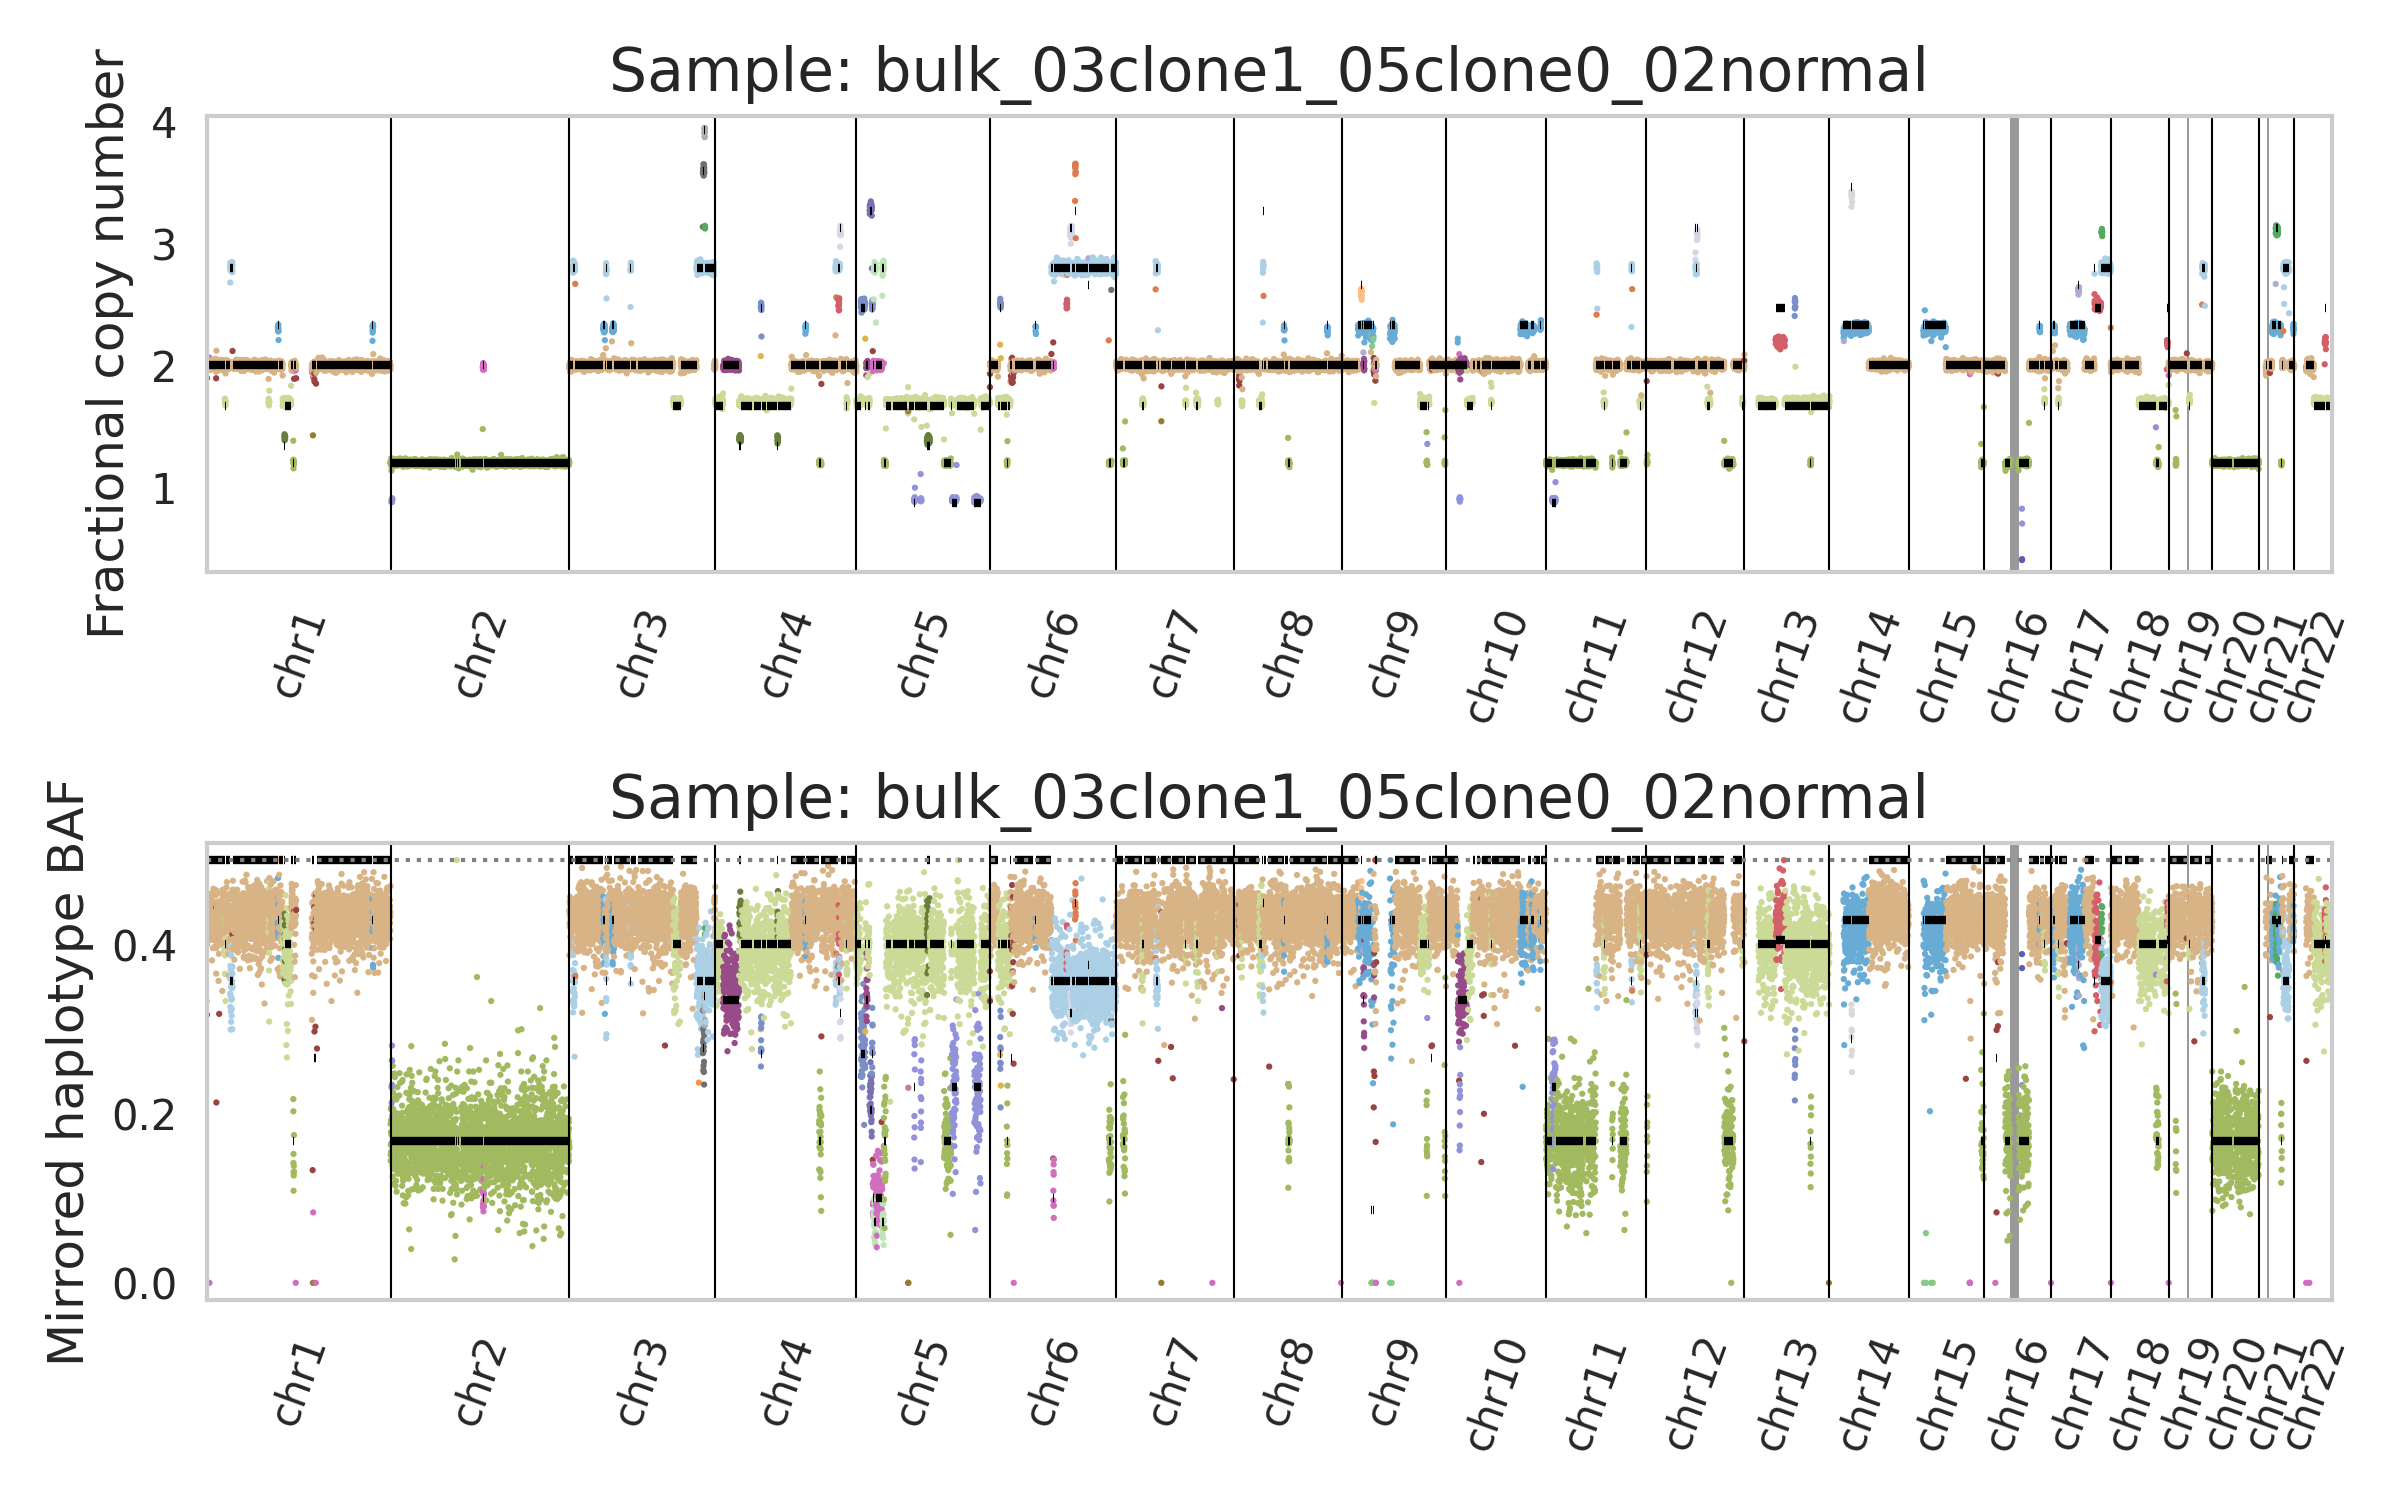 Sample: bulk_03clone1_05clone0_02normal
Fractional copy number
4
3
2
1
chr1 chr2 chr3 chr4 chr5 chr6 chr7 chr8 chr9 chr10 chr11 chr12 chr13 chr14 chr15 chr16 chr17 chr18 chr19 chr20 chr21 chr22
Sample: bulk_03clone1_05clone0_02normal
Mirrored haplotype BAF
0.4
0.2
0.0
chr1 chr2 chr3 chr4 chr5 chr6 chr7 chr8 chr9 chr10 chr11 chr12 chr13 chr14 chr15 chr16 chr17 chr18 chr19 chr20 chr21 chr22